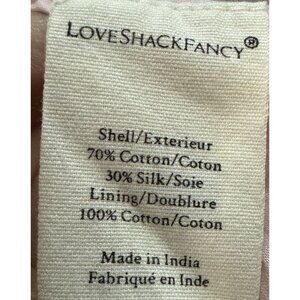 LOVESHACKFANCY®
Shell/Exterieur
70% Cotton/Coton
30% Silk/Soie
Lining/Doublure
100% Cotton/Coton
Made in India
Fabriqué en Inde